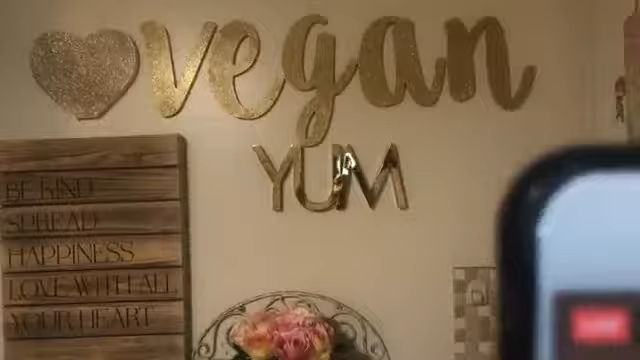 vegan
YUM
BE KIND
SPREAD
HAPPINESS
LOVE WITH ALL
YOUR HEART